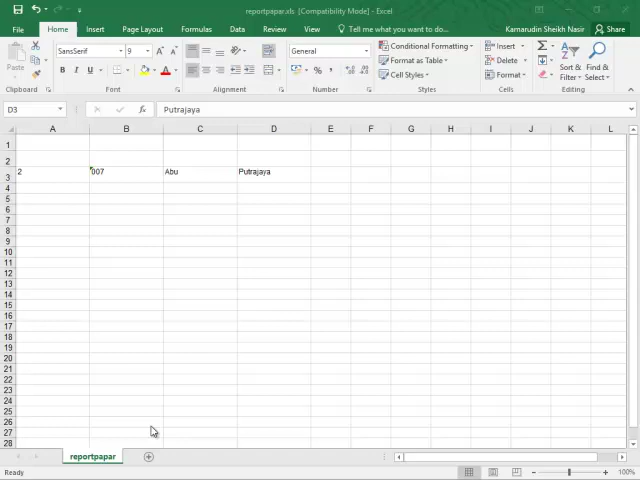 reportpapar.xls [Compatibility Mode] - Excel
File Home Insert Page Layout Formulas Data Review View Tell me what you want to do... Kamarudin Sheikh Nasir Share
Paste SansSerif 9 A A General Conditional Formatting Insert
B I U A % , Format as Table Delete Sort & Find &
Cell Styles Format Filter Select
Clipboard Font Alignment Number Styles Cells Editing
D3 fx Putrajaya
A B C D E F G H I J K L
1
2
3 2 007 Abu Putrajaya
4
5
6
7
8
9
10
11
12
13
14
15
16
17
18
19
20
21
22
23
24
25
26
27
28
reportpapar
Ready 100%